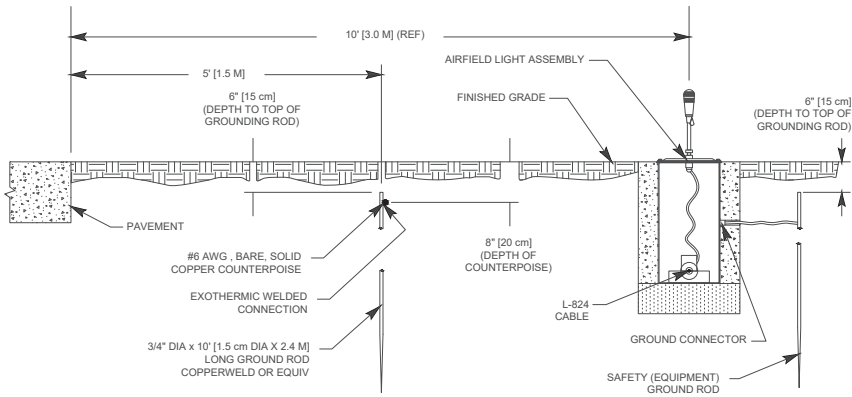 10' [3.0 M] (REF)
AIRFIELD LIGHT ASSEMBLY
5' [1.5 M]
6" [15 cm]
(DEPTH TO TOP OF
GROUNDING ROD)
FINISHED GRADE
6" [15 cm]
(DEPTH TO TOP OF
GROUNDING ROD)
PAVEMENT
#6 AWG , BARE, SOLID
COPPER COUNTERPOISE
8" [20 cm]
(DEPTH OF
COUNTERPOISE)
EXOTHERMIC WELDED
CONNECTION
L-824
CABLE
GROUND CONNECTOR
3/4" DIA x 10' [1.5 cm DIA X 2.4 M]
LONG GROUND ROD
COPPERWELD OR EQUIV
SAFETY (EQUIPMENT)
GROUND ROD